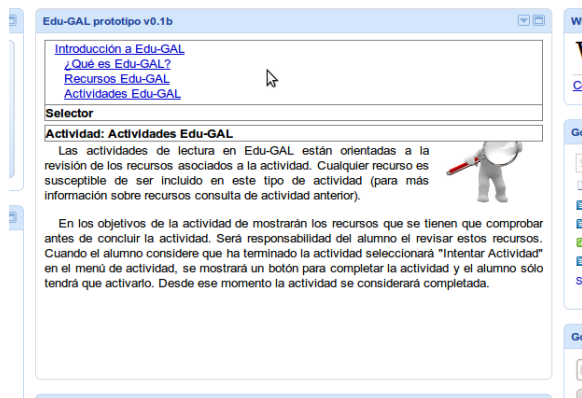 Edu-GAL prototipo v0.1b
Introducción a Edu-GAL
¿Qué es Edu-GAL?
Recursos Edu-GAL
Actividades Edu-GAL
Selector
Actividad: Actividades Edu-GAL
Las actividades de lectura en Edu-GAL están orientadas a la
revisión de los recursos asociados a la actividad. Cualquier recurso es
susceptible de ser incluido en este tipo de actividad (para más
información sobre recursos consulta de actividad anterior).
En los objetivos de la actividad de mostrarán los recursos que se tienen que comprobar
antes de concluir la actividad. Será responsabilidad del alumno el revisar estos recursos.
Cuando el alumno considere que ha terminado la actividad seleccionará "Intentar Actividad"
en el menú de actividad, se mostrará un botón para completar la actividad y el alumno sólo
tendrá que activarlo. Desde ese momento la actividad se considerará completada.